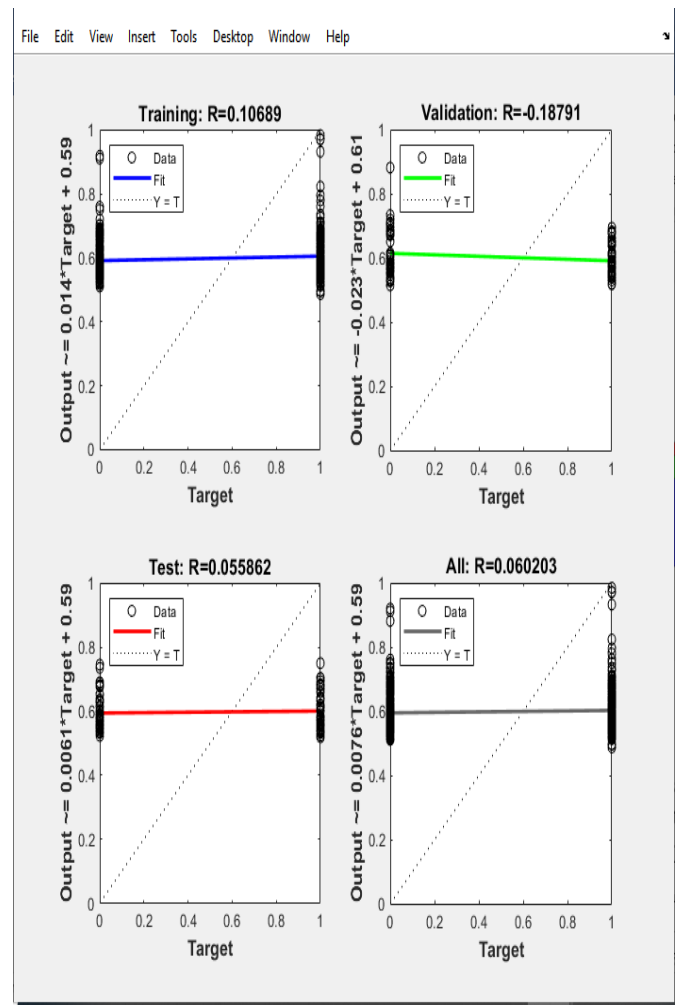 File Edit View Insert Tools Desktop Window Help
Training: R=0.10689
Output ~= 0.014*Target + 0.59
Data
Fit
Y = T
1
0.8
0.6
0.4
0.2
0
0 0.2 0.4 0.6 0.8 1
Target
Validation: R=-0.18791
Output ~= -0.023*Target + 0.61
Data
Fit
Y = T
1
0.8
0.6
0.4
0.2
0
0 0.2 0.4 0.6 0.8 1
Target
Test: R=0.055862
Output ~= 0.0061*Target + 0.59
Data
Fit
Y = T
1
0.8
0.6
0.4
0.2
0
0 0.2 0.4 0.6 0.8 1
Target
All: R=0.060203
Output ~= 0.0076*Target + 0.59
Data
Fit
Y = T
1
0.8
0.6
0.4
0.2
0
0 0.2 0.4 0.6 0.8 1
Target